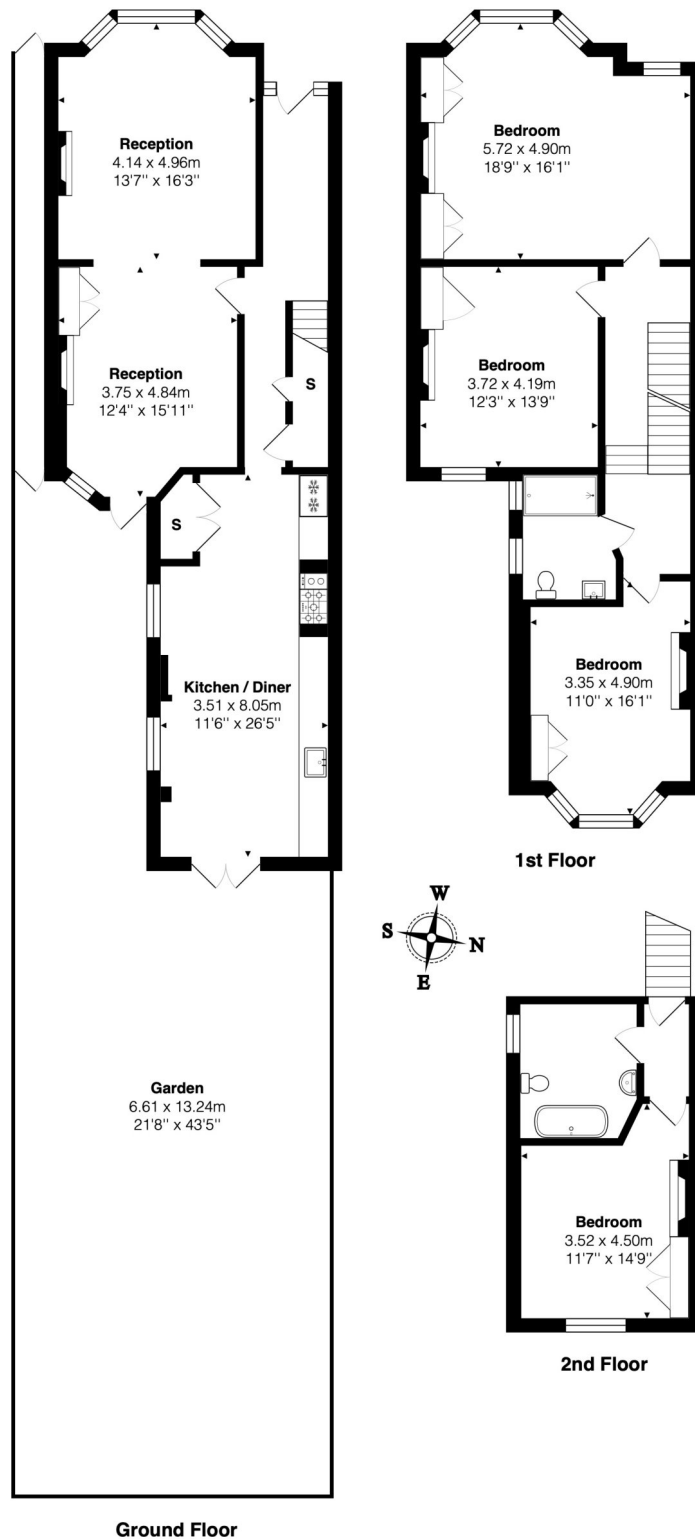 Reception
4.14 x 4.96m
13'7" x 16'3"
Reception
3.75 x 4.84m
12'4" x 15'11"
S
S
Kitchen / Diner
3.51 x 8.05m
11'6" x 26'5"
Garden
6.61 x 13.24m
21'8" x 43'5"
Ground Floor
Bedroom
5.72 x 4.90m
18'9" x 16'1"
Bedroom
3.72 x 4.19m
12'3" x 13'9"
Bedroom
3.35 x 4.90m
11'0" x 16'1"
1st Floor
W
S
N
E
Bedroom
3.52 x 4.50m
11'7" x 14'9"
2nd Floor